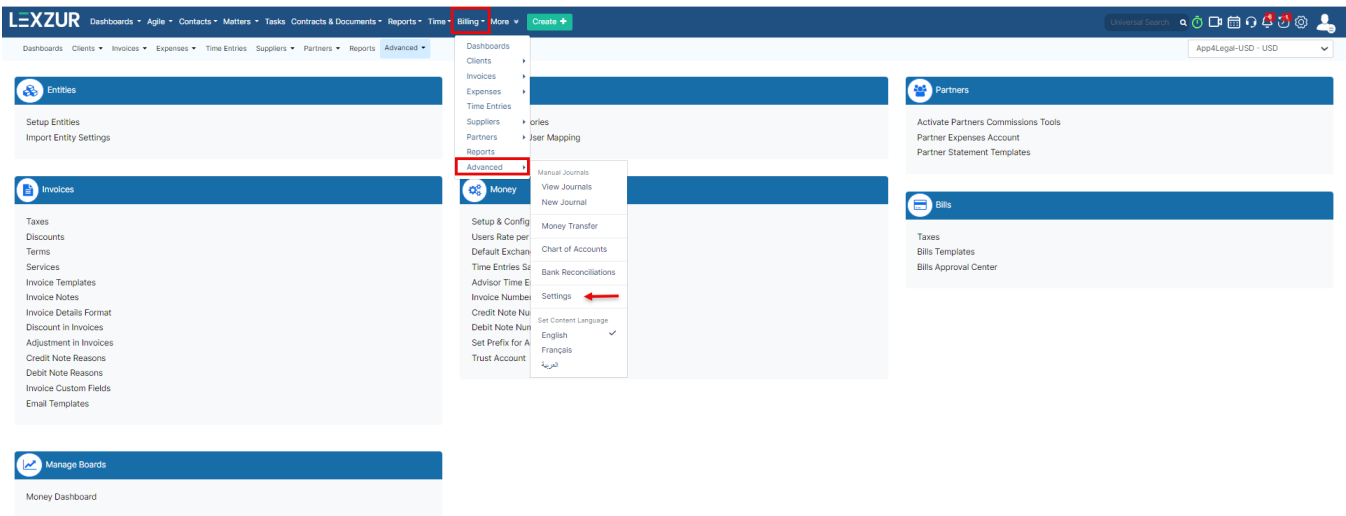 LEXZUR Dashboards Agile Contacts Matters Tasks Contracts & Documents Reports Time Billing More Create + Universal Search
Dashboards Clients Invoices Expenses Time Entries Suppliers Partners Reports Advanced App4Legal-USD - USD
Dashboards
Clients
Invoices
Expenses
Time Entries
Suppliers
Partners
Reports
Advanced
Manual Journals
View Journals
New Journal
Money Transfer
Chart of Accounts
Bank Reconciliations
Settings
Set Content Language
English
Français
العربية
Entities
Setup Entities
Import Entity Settings
User Mapping
Partners
Activate Partners Commissions Tools
Partner Expenses Account
Partner Statement Templates
Invoices
Taxes
Discounts
Terms
Services
Invoice Templates
Invoice Notes
Invoice Details Format
Discount in Invoices
Adjustment in Invoices
Credit Note Reasons
Debit Note Reasons
Invoice Custom Fields
Email Templates
Money
Setup & Config
Users Rate per
Default Exchan
Time Entries Sa
Advisor Time E
Invoice Number
Credit Note Nu
Debit Note Num
Set Prefix for A
Trust Account
Bills
Taxes
Bills Templates
Bills Approval Center
Manage Boards
Money Dashboard